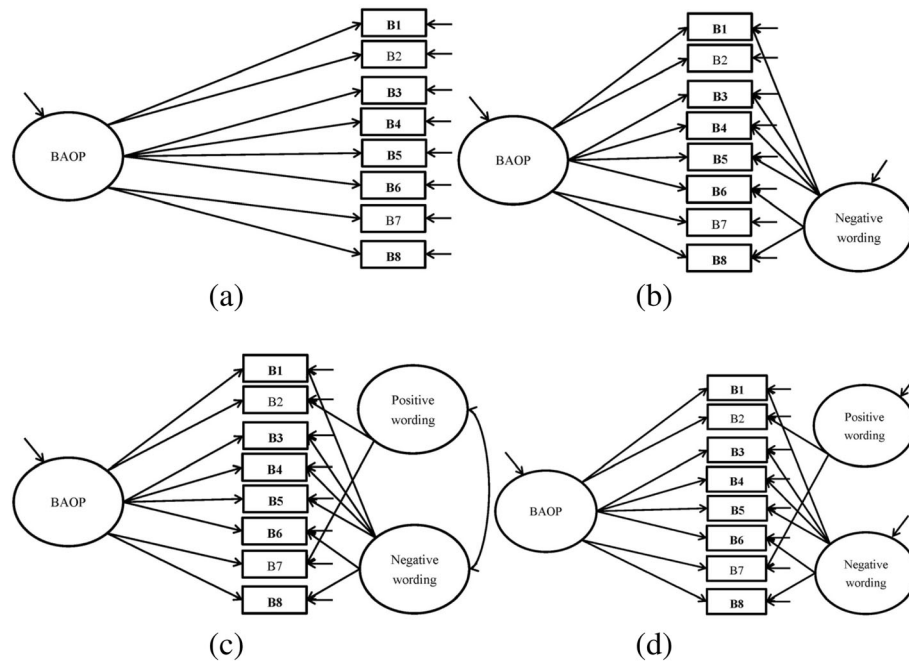 B1
B2
B3
B4
B5
B6
B7
B8
BAOP
(a)
B1
B2
B3
B4
B5
B6
B7
B8
BAOP
Negative
wording
(b)
B1
B2
B3
B4
B5
B6
B7
B8
BAOP
Positive
wording
Negative
wording
(c)
B1
B2
B3
B4
B5
B6
B7
B8
BAOP
Positive
wording
Negative
wording
(d)